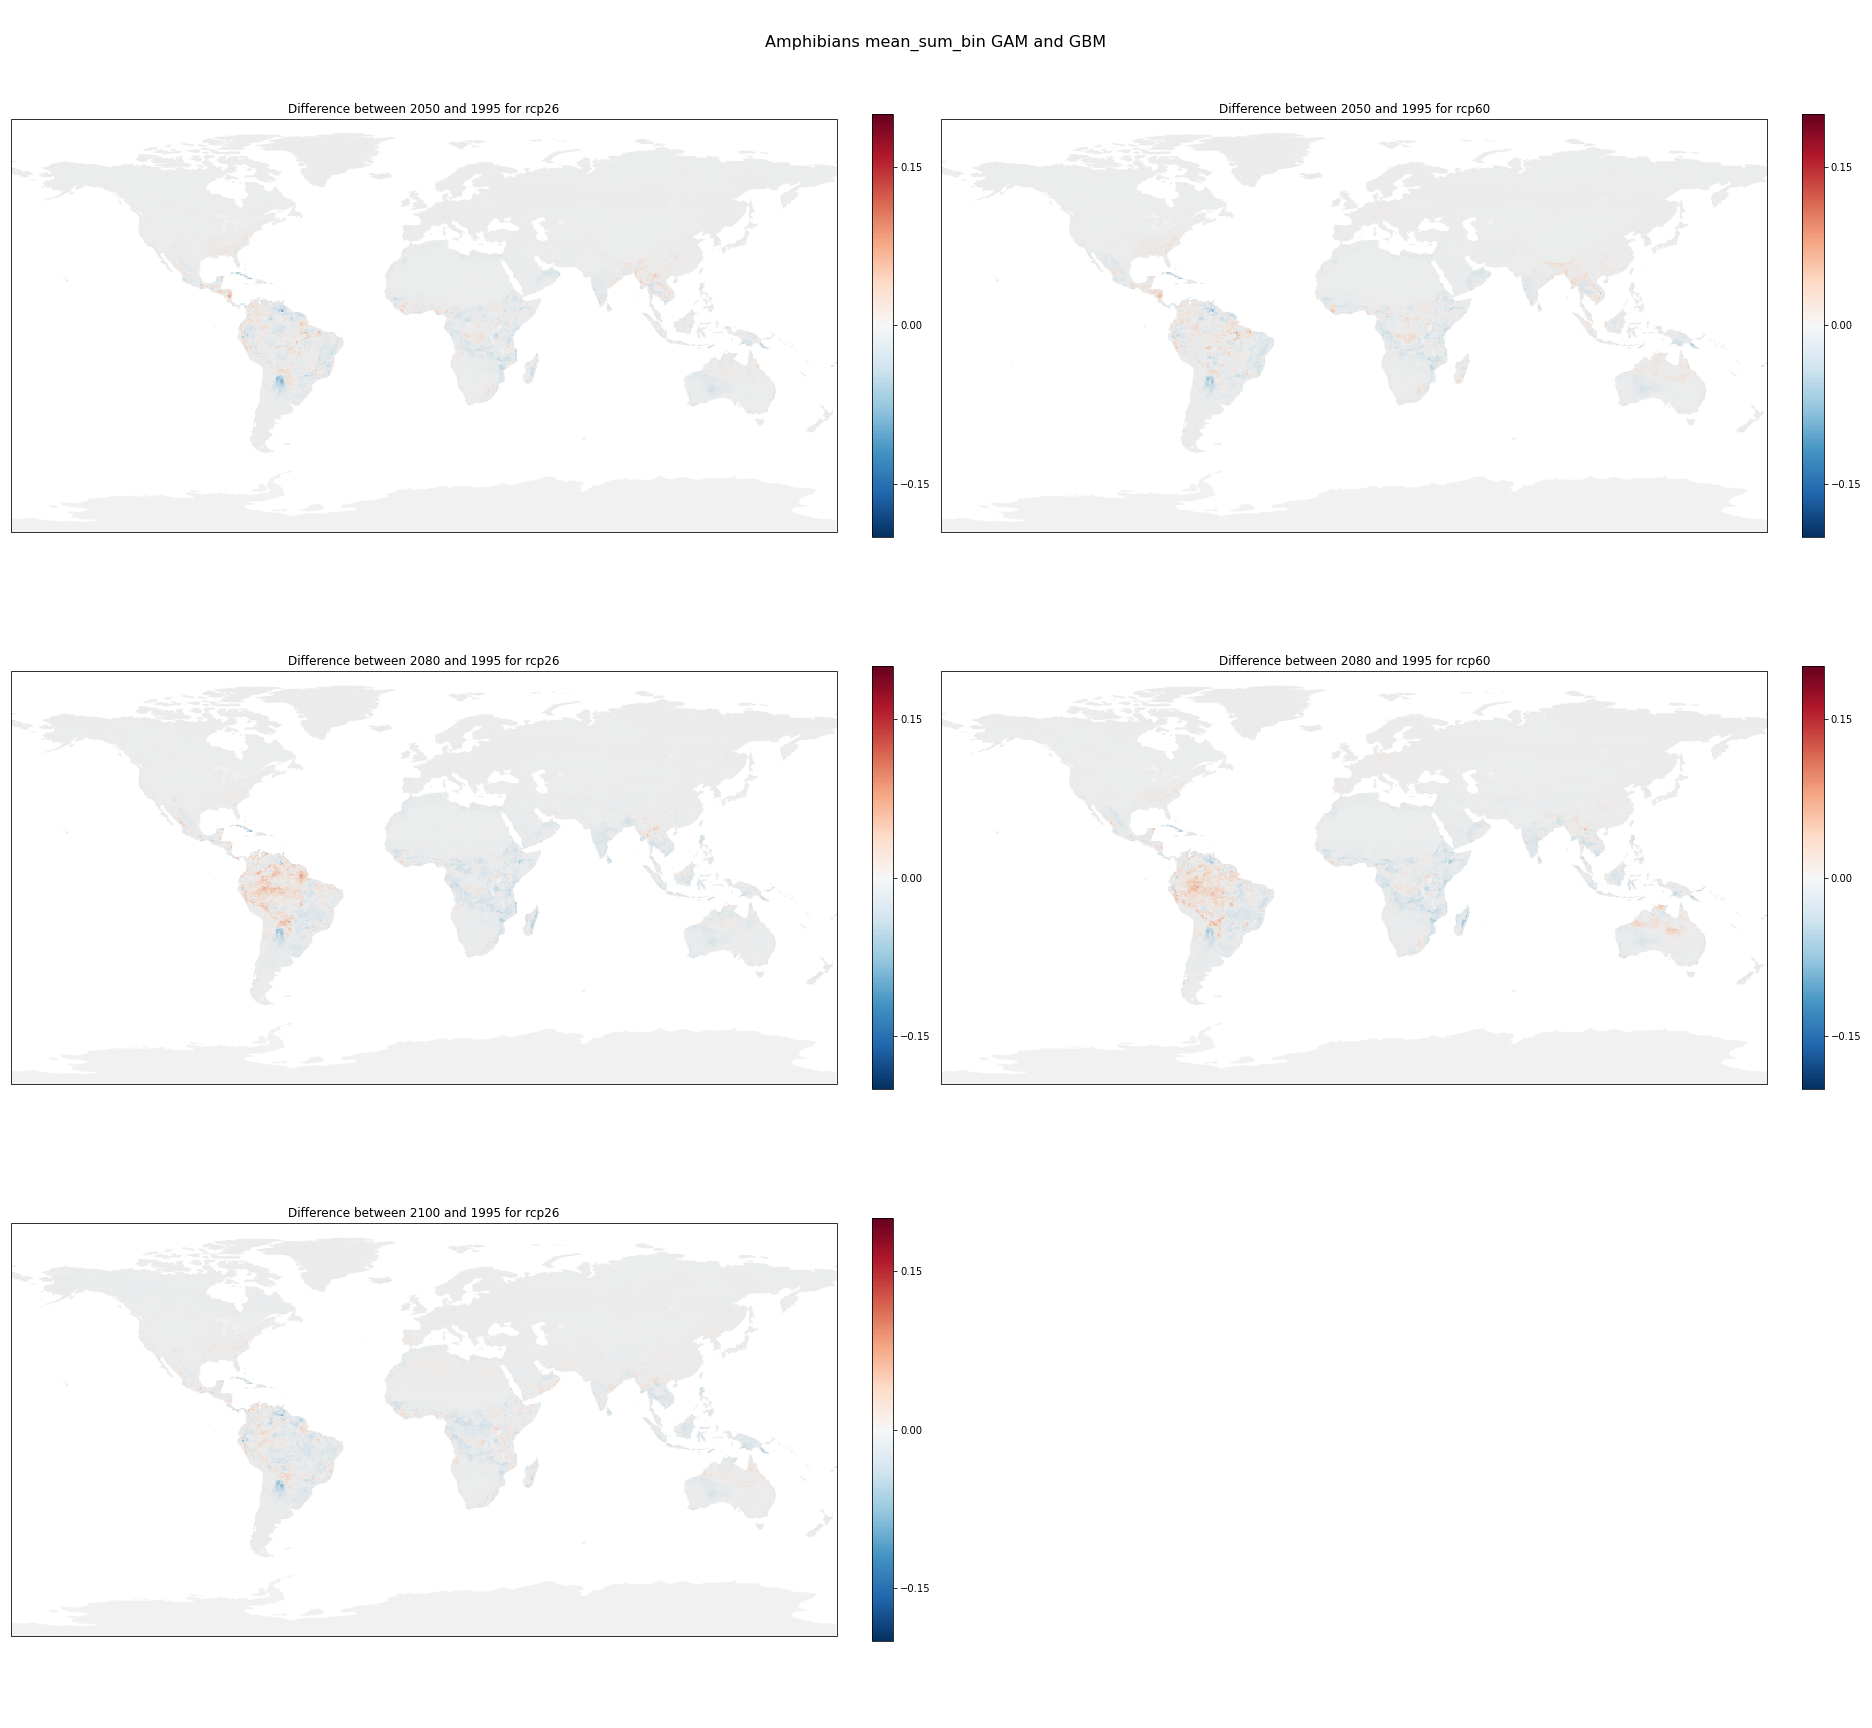 Amphibians mean_sum_bin GAM and GBM
Difference between 2050 and 1995 for rcp26
0.15
0.00
−0.15
Difference between 2050 and 1995 for rcp60
0.15
0.00
−0.15
Difference between 2080 and 1995 for rcp26
0.15
0.00
−0.15
Difference between 2080 and 1995 for rcp60
0.15
0.00
−0.15
Difference between 2100 and 1995 for rcp26
0.15
0.00
−0.15